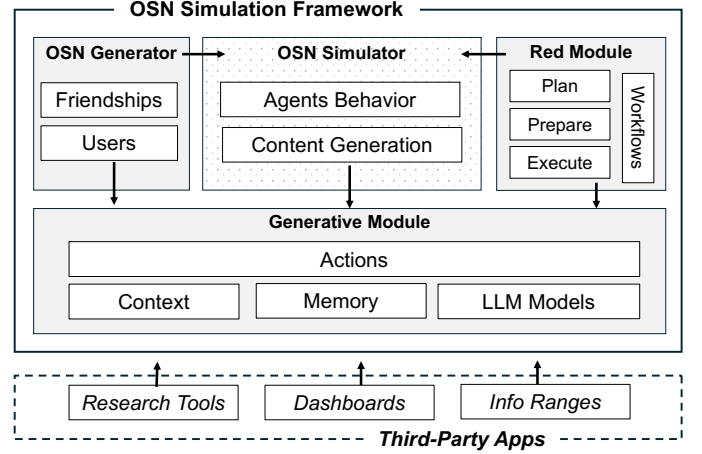 OSN Simulation Framework
OSN Generator
Friendships
Users
OSN Simulator
Agents Behavior
Content Generation
Red Module
Plan
Prepare
Execute
Workflows
Generative Module
Actions
Context
Memory
LLM Models
Research Tools
Dashboards
Info Ranges
Third-Party Apps